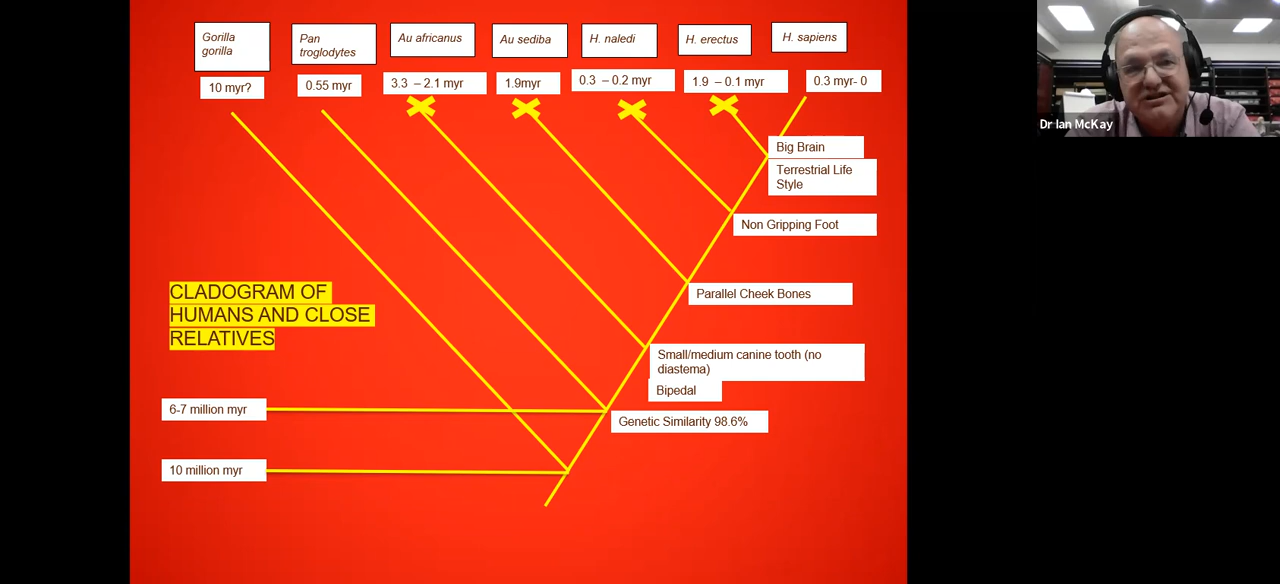 Gorilla
gorilla
Pan
troglodytes
Au africanus
Au sediba
H. naledi
H. erectus
H. sapiens
10 myr?
0.55 myr
3.3 – 2.1 myr
1.9myr
0.3 – 0.2 myr
1.9 – 0.1 myr
0.3 myr- 0
Dr Ian McKay
Big Brain
Terrestrial Life
Style
Non Gripping Foot
Parallel Cheek Bones
CLADOGRAM OF
HUMANS AND CLOSE
RELATIVES
Small/medium canine tooth (no
diastema)
Bipedal
6-7 million myr
Genetic Similarity 98.6%
10 million myr